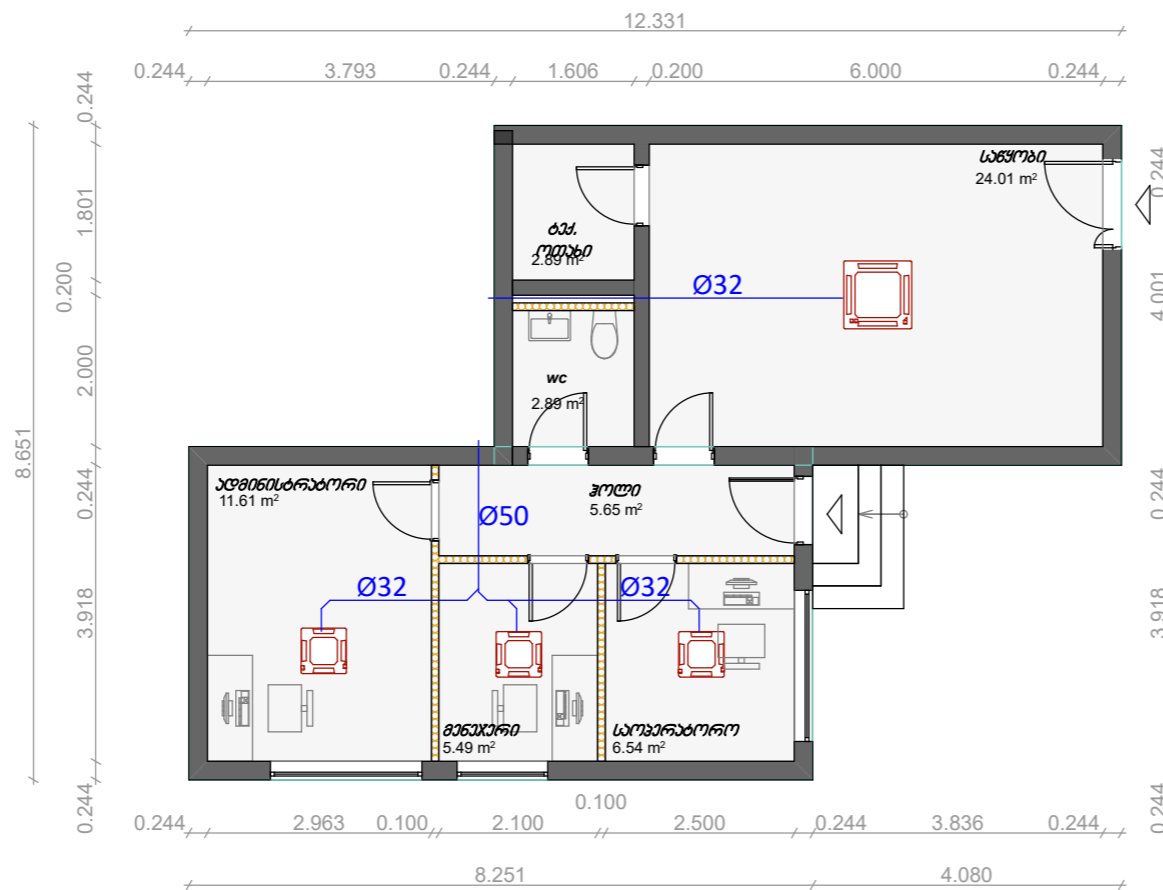 12.331
0.244 3.793 0.244 1.606 0.200 6.000 0.244
0.244
საწყობი
24.01 m²
0.244
1.801
ტექ.
ოთახი
2.89 m²
0.200
Ø32
4.001
2.000
wc
2.89 m²
8.651
ადმინისტრატორი
11.61 m²
ჰოლი
5.65 m²
0.244
0.244
Ø50
Ø32
Ø32
3.918
3.918
მენეჯერი
5.49 m²
საოპერატორო
6.54 m²
0.244
0.244
0.100
0.244 2.963 0.100 2.100 2.500 0.244 3.836 0.244
8.251 4.080